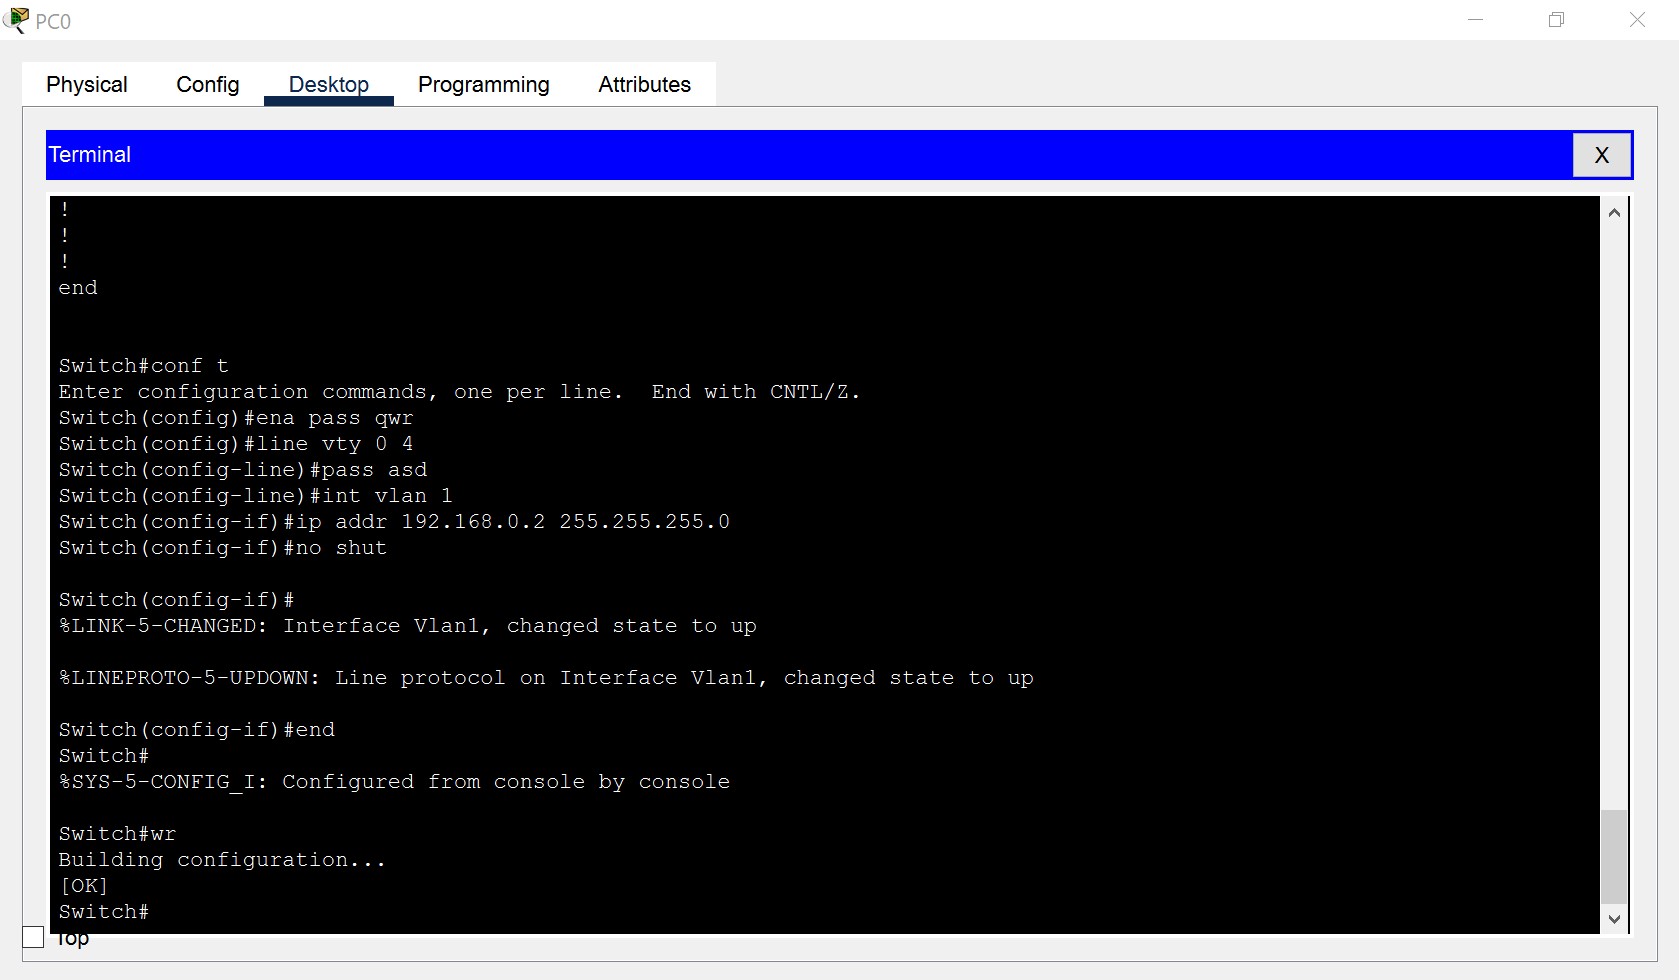 PC0
Physical Config Desktop Programming Attributes
Terminal X
!
!
!
end
Switch#conf t
Enter configuration commands, one per line.  End with CNTL/Z.
Switch(config)#ena pass qwr
Switch(config)#line vty 0 4
Switch(config-line)#pass asd
Switch(config-line)#int vlan 1
Switch(config-if)#ip addr 192.168.0.2 255.255.255.0
Switch(config-if)#no shut
Switch(config-if)#
%LINK-5-CHANGED: Interface Vlan1, changed state to up
%LINEPROTO-5-UPDOWN: Line protocol on Interface Vlan1, changed state to up
Switch(config-if)#end
Switch#
%SYS-5-CONFIG_I: Configured from console by console
Switch#wr
Building configuration...
[OK]
Switch#
Top